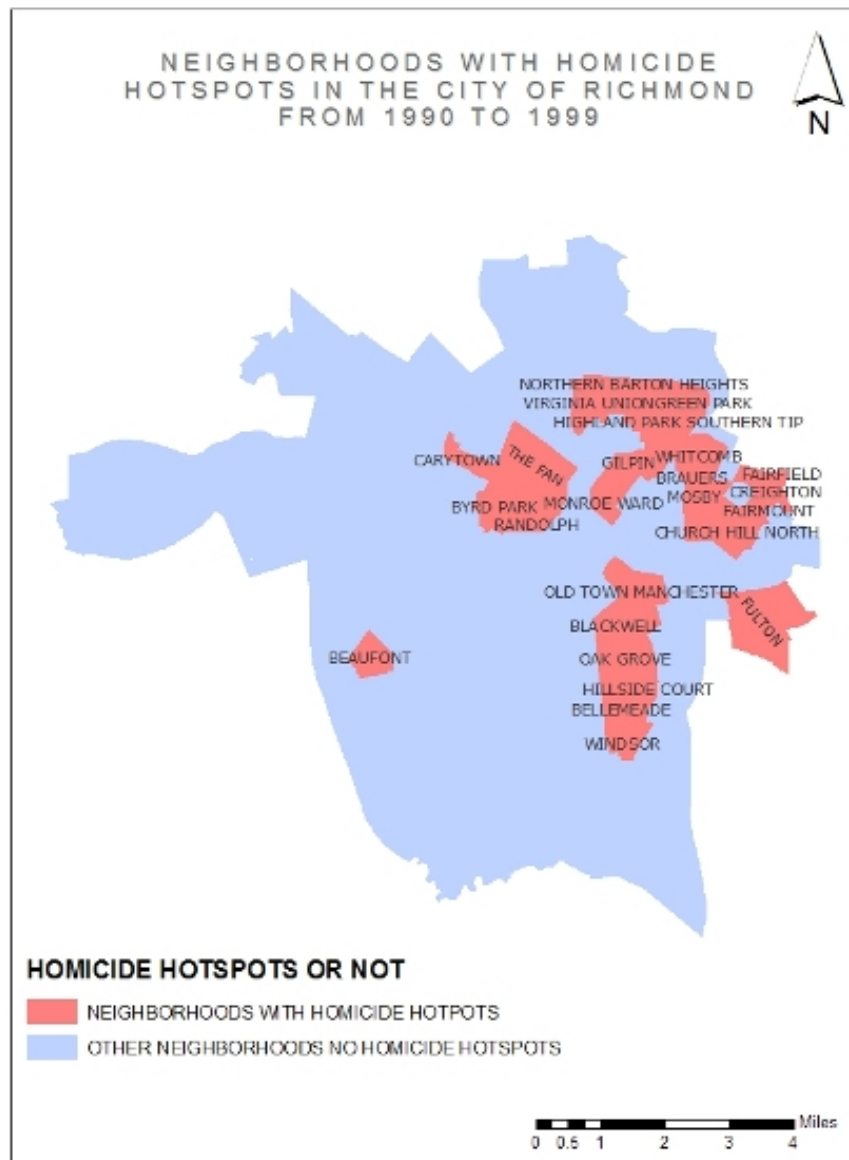 NEIGHBORHOODS WITH HOMICIDE
HOTSPOTS IN THE CITY OF RICHMOND
FROM 1990 TO 1999
N
NORTHERN BARTON HEIGHTS
VIRGINIA UNION GREEN PARK
HIGHLAND PARK SOUTHERN TIP
CARYTOWN
THE FAN
GILPIN
WHITCOMB
BRAUERS
FAIRFIELD
MOSBY
CREIGHTON
BYRD PARK
MONROE WARD
FAIRMOUNT
RANDOLPH
CHURCH HILL NORTH
OLD TOWN MANCHESTER
FULTON
BLACKWELL
BEAUFONT
OAK GROVE
HILLSIDE COURT
BELLEMEADE
WINDSOR
HOMICIDE HOTSPOTS OR NOT
NEIGHBORHOODS WITH HOMICIDE HOTPOTS
OTHER NEIGHBORHOODS NO HOMICIDE HOTSPOTS
Miles
0 0.5 1 2 3 4